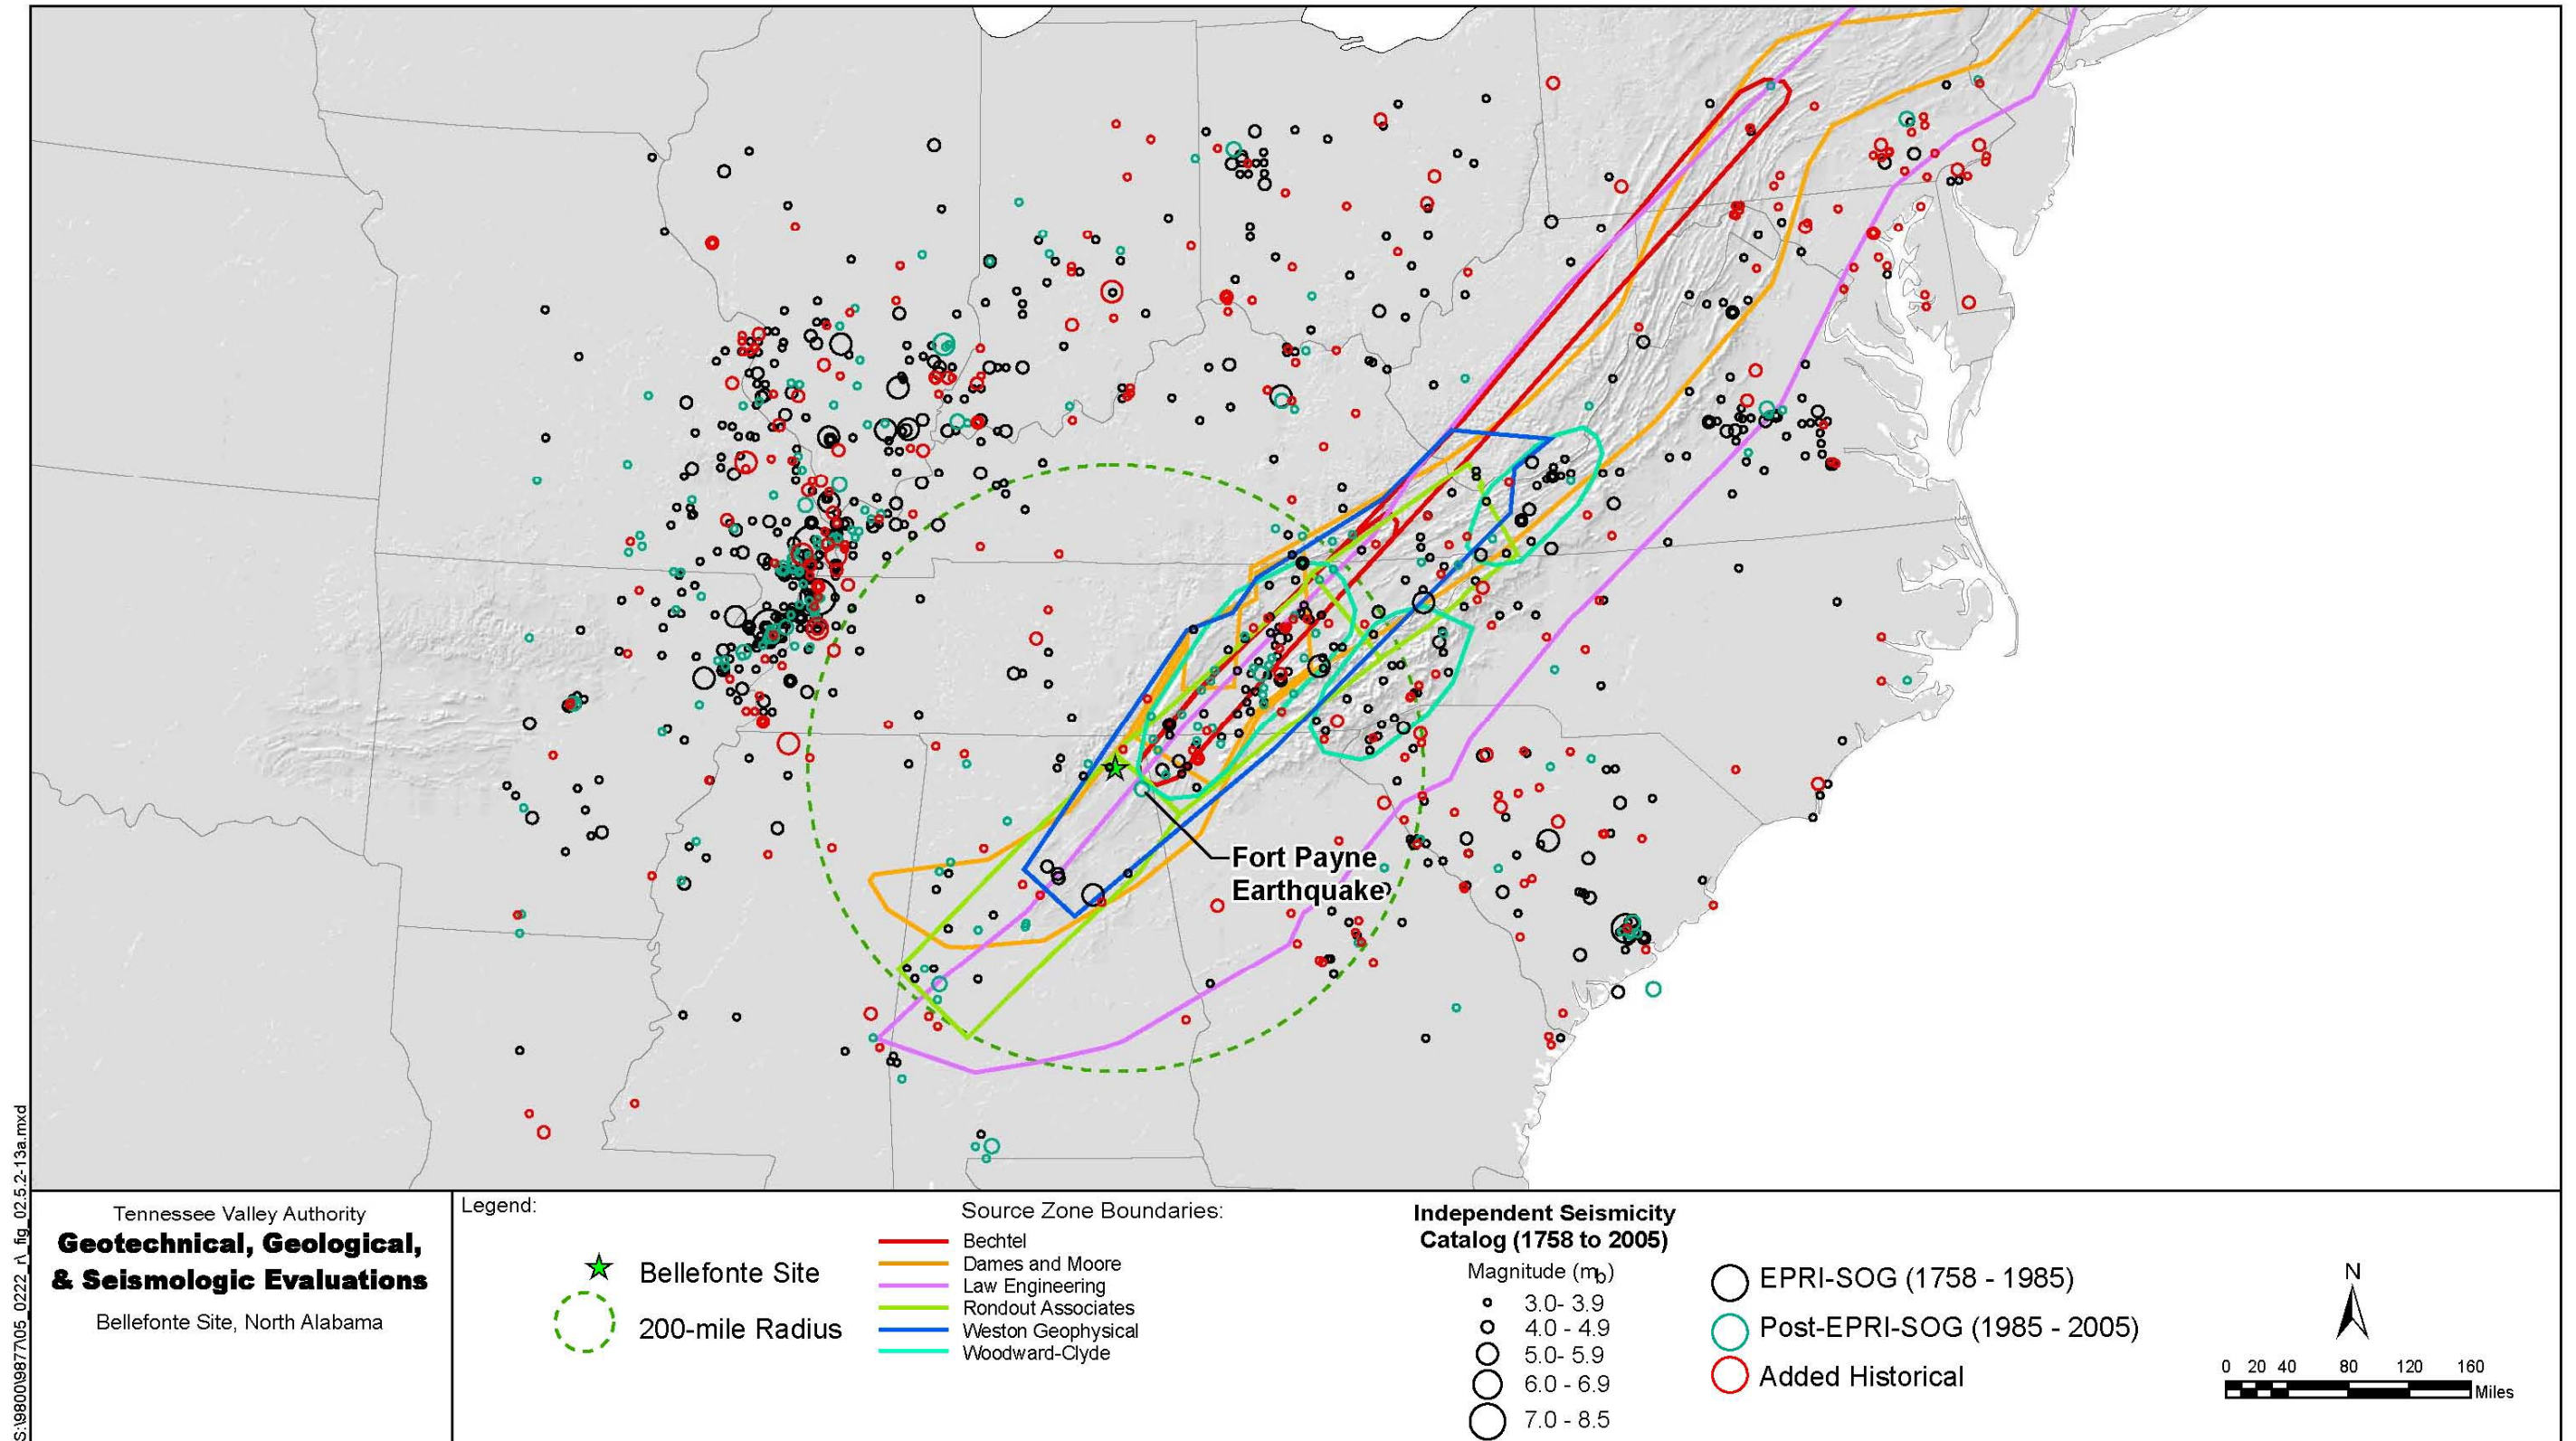 Fort Payne
Earthquake
S:\9800\9877\05_0222_r\_fig_02.5.2-13a.mxd
Tennessee Valley Authority
Geotechnical, Geological,
& Seismologic Evaluations
Bellefonte Site, North Alabama
Legend:
Bellefonte Site
200-mile Radius
Source Zone Boundaries:
Bechtel
Dames and Moore
Law Engineering
Rondout Associates
Weston Geophysical
Woodward-Clyde
Independent Seismicity
Catalog (1758 to 2005)
Magnitude (mb)
3.0- 3.9
4.0 - 4.9
5.0- 5.9
6.0 - 6.9
7.0 - 8.5
EPRI-SOG (1758 - 1985)
Post-EPRI-SOG (1985 - 2005)
Added Historical
N
0 20 40 80 120 160
Miles